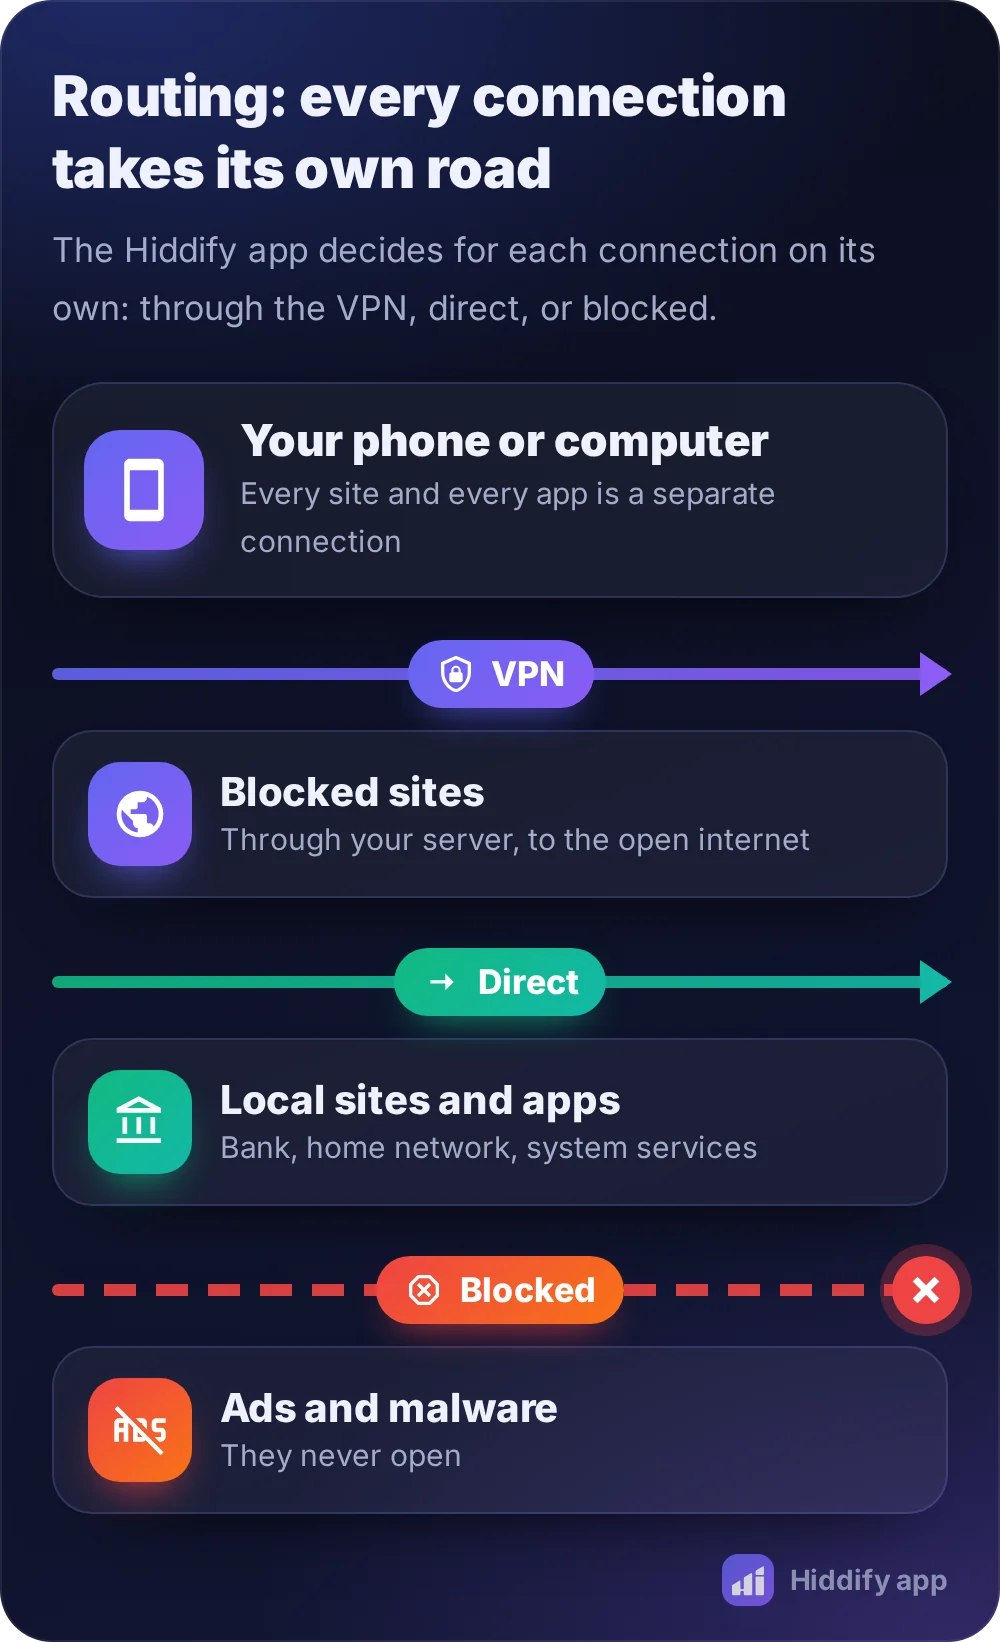 Routing: every connection
takes its own road
The Hiddify app decides for each connection on its
own: through the VPN, direct, or blocked.
Your phone or computer
Every site and every app is a separate
connection
VPN
Blocked sites
Through your server, to the open internet
Direct
Local sites and apps
Bank, home network, system services
Blocked
ADS
Ads and malware
They never open
Hiddify app